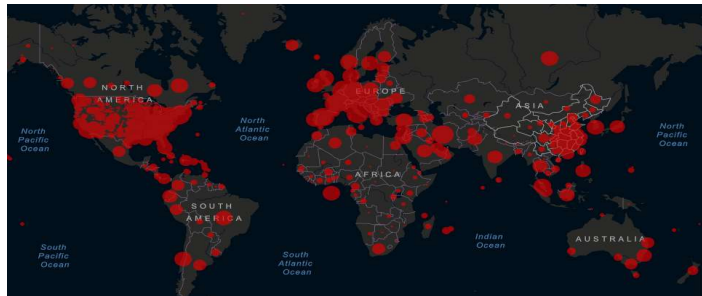 NORTH
AMERICA
EUROPE
ASIA
North
Pacific
Ocean
North
Atlantic
Ocean
North
Pacific
Ocean
AFRICA
SOUTH
AMERICA
Indian
Ocean
AUSTRALIA
South
Pacific
Ocean
South
Atlantic
Ocean